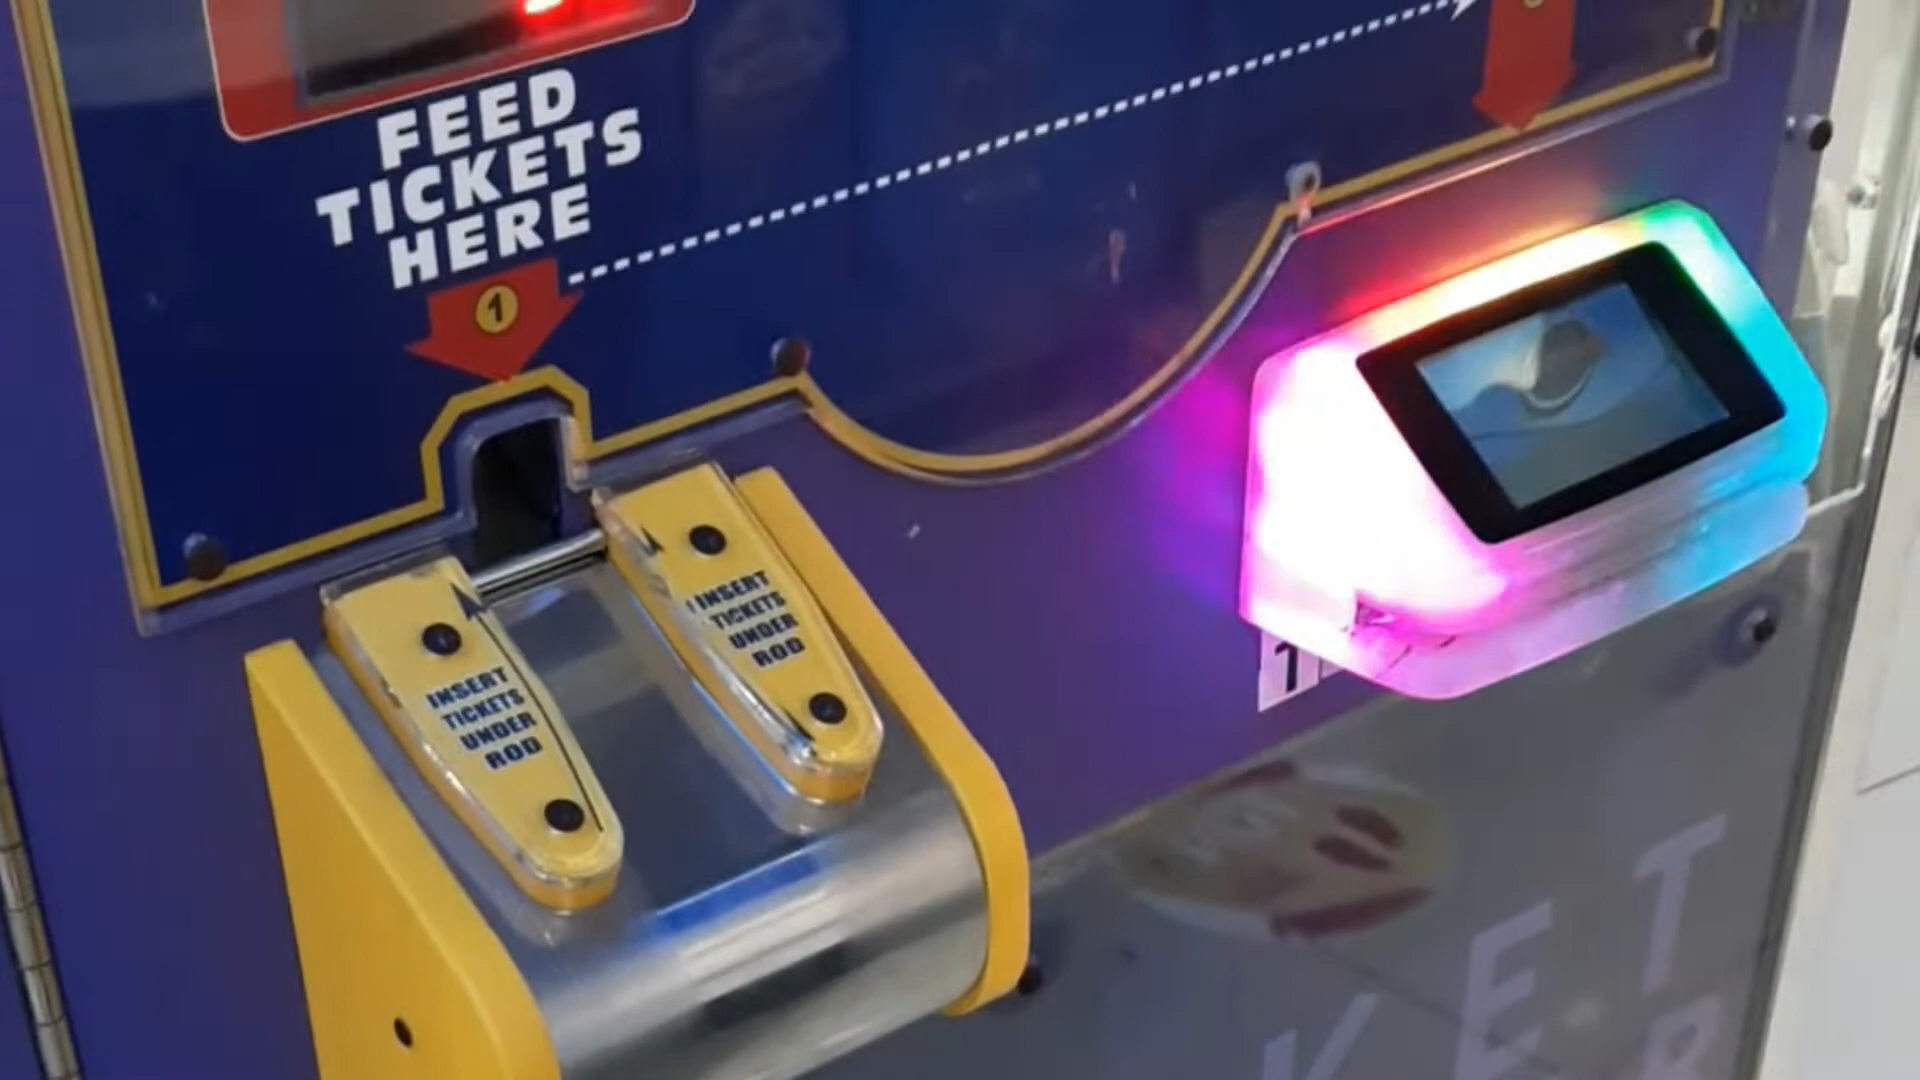 FEED
TICKETS
HERE
1
INSERT
TICKETS
UNDER
ROD
INSERT
TICKETS
UNDER
ROD